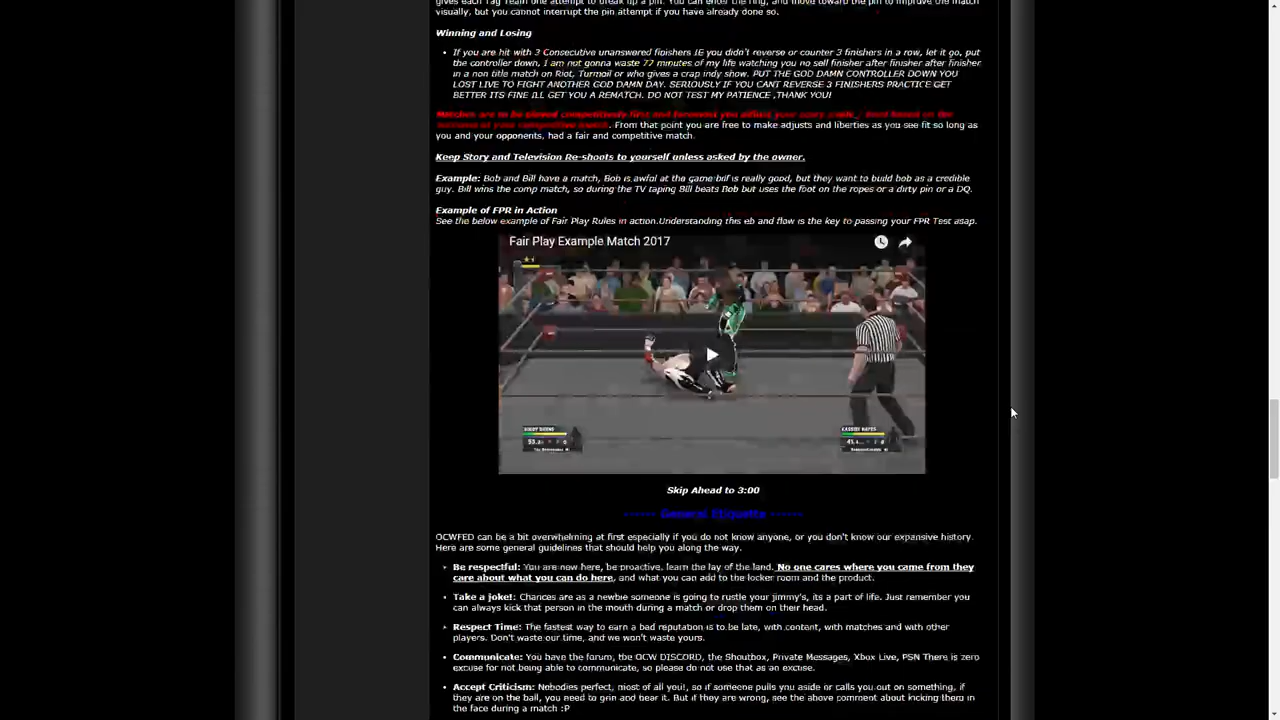 gives each Tag Team one attempt to break up a pin. You can enter the ring, and move toward the pin to improve the match
visually, but you cannot interrupt the pin attempt if you have already done so.
Winning and Losing
If you are hit with 3 Consecutive unanswered finishers IE you didn't reverse or counter 3 finishers in a row, let it go, put
the controller down, I am not gonna waste 77 minutes of my life watching you no sell finisher after finisher after finisher
in a non title match on Riot, Turmoil or who gives a crap indy show. PUT THE GOD DAMN CONTROLLER DOWN YOU
LOST LIVE TO FIGHT ANOTHER GOD DAMN DAY. SERIOUSLY IF YOU CANT REVERSE 3 FINISHERS PRACTICE GET
BETTER ITS FINE ILL GET YOU A REMATCH. DO NOT TEST MY PATIENCE ,THANK YOU!
Matches are to be played competitively first and foremost you adjust your story based on the
success of your competitive match. From that point you are free to make adjusts and liberties as you see fit so long as
you and your opponents, had a fair and competitive match.
Keep Story and Television Re-shoots to yourself unless asked by the owner.
Example: Bob and Bill have a match, Bob is awful at the game bill is really good, but they want to build bob as a credible
guy. Bill wins the comp match, so during the TV taping Bill beats Bob but uses the foot on the ropes or a dirty pin or a DQ.
Example of FPR in Action
See the below example of Fair Play Rules in action.Understanding this eb and flow is the key to passing your FPR Test asap.
Fair Play Example Match 2017
Skip Ahead to 3:00
------ General Etiquette ------
OCWFED can be a bit overwhelming at first especially if you do not know anyone, or you don't know our expansive history.
Here are some general guidelines that should help you along the way.
Be respectful: You are new here, be proactive, learn the lay of the land. No one cares where you came from they
care about what you can do here, and what you can add to the locker room and the product.
Take a joke!: Chances are as a newbie someone is going to rustle your jimmy's, its a part of life. Just remember you
can always kick that person in the mouth during a match or drop them on their head.
Respect Time: The fastest way to earn a bad reputation is to be late, with content, with matches and with other
players. Don't waste our time, and we won't waste yours.
Communicate: You have the forum, the OCW DISCORD, the Shoutbox, Private Messages, Xbox Live, PSN There is zero
excuse for not being able to communicate, so please do not use that as an excuse.
Accept Criticism: Nobodies perfect, most of all you!, so if someone pulls you aside or calls you out on something, if
they are on the ball, you need to grin and bear it. But if they are wrong, see the above comment about kicking them in
the face during a match :P